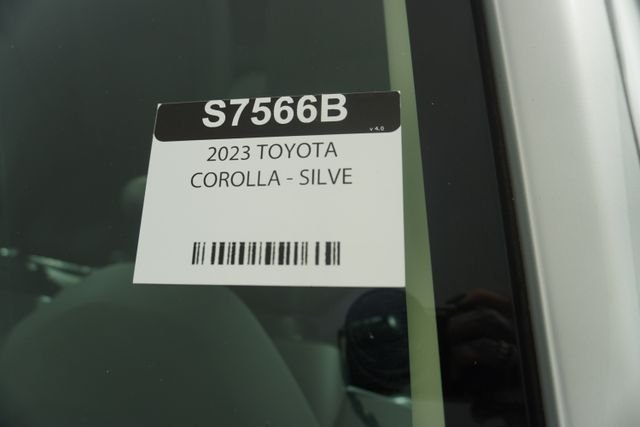 S7566B
v 4.0
2023 TOYOTA
COROLLA - SILVE